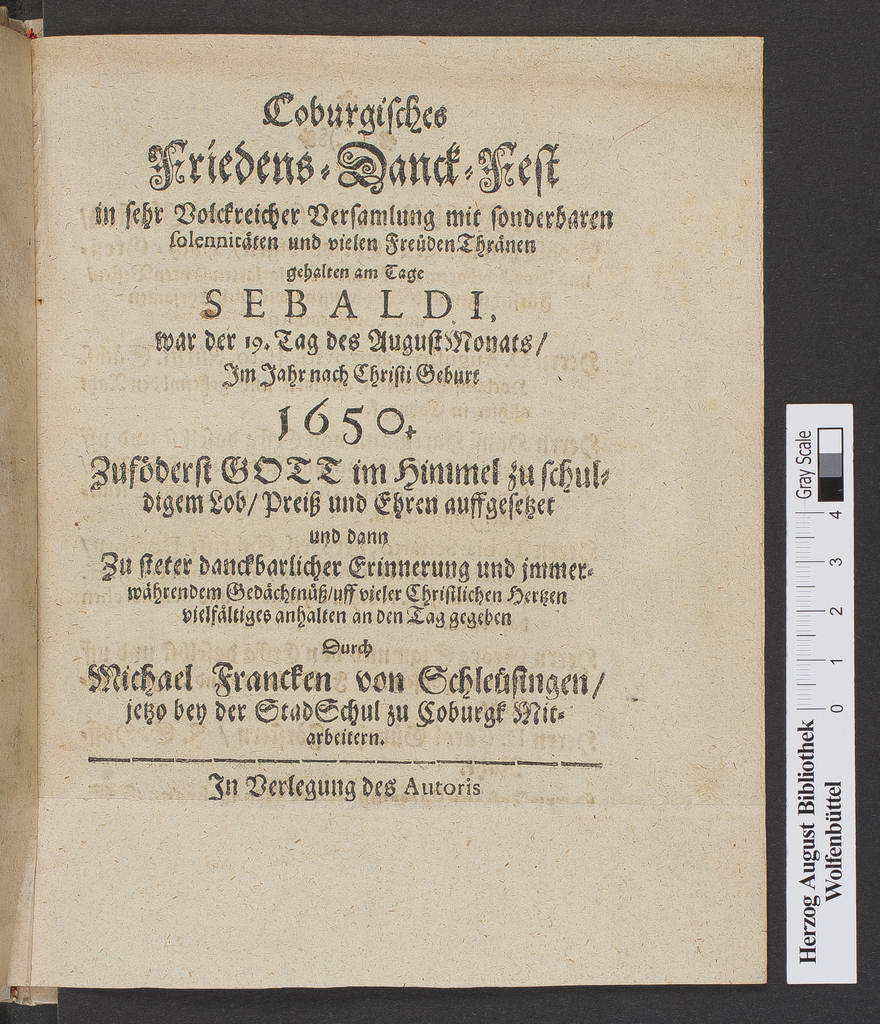 Coburgisches
Friedens-Danck-Fest
in sehr Volckreicher Versamlung mit sonderbaren
solennitäten und vielen Freüden Thränen
gehalten am Tage
SEBALDI,
war der 19. Tag des August Monats/
Im Jahr nach Christi Geburt
1650.
Zuföderst GOTT im Himmel zu schul-
digem Lob/ Preiß und Ehren auffgesetzet
und dann
Zu steter danckbarlicher Erinnerung und jmmer-
währendem Gedächtnüß/uff vieler Christlichen Hertzen
vielfältiges anhalten an den Tag gegeben
Durch
Michael Francken von Schleüsingen/
jetzo bey der StadSchul zu Coburgk Mit-
arbeitern.
In Verlegung des Autoris
Herzog August Bibliothek
Wolfenbüttel
0 1 2 3 4
Gray Scale